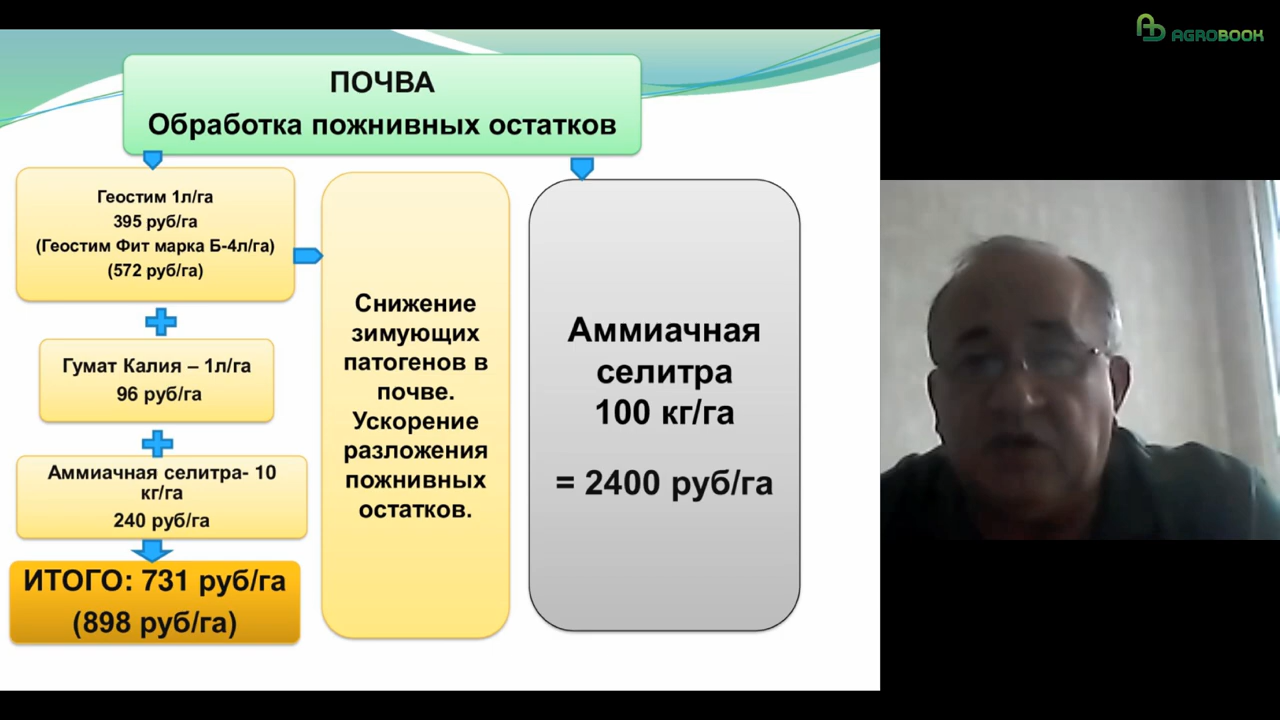 AGROBOOK
ПОЧВА
Обработка пожнивных остатков
Геостим 1л/га
395 руб/га
(Геостим Фит марка Б-4л/га)
(572 руб/га)
Гумат Калия – 1л/га
96 руб/га
Аммиачная селитра- 10
кг/га
240 руб/га
ИТОГО: 731 руб/га
(898 руб/га)
Снижение
зимующих
патогенов в
почве.
Ускорение
разложения
пожнивных
остатков.
Аммиачная
селитра
100 кг/га
= 2400 руб/га